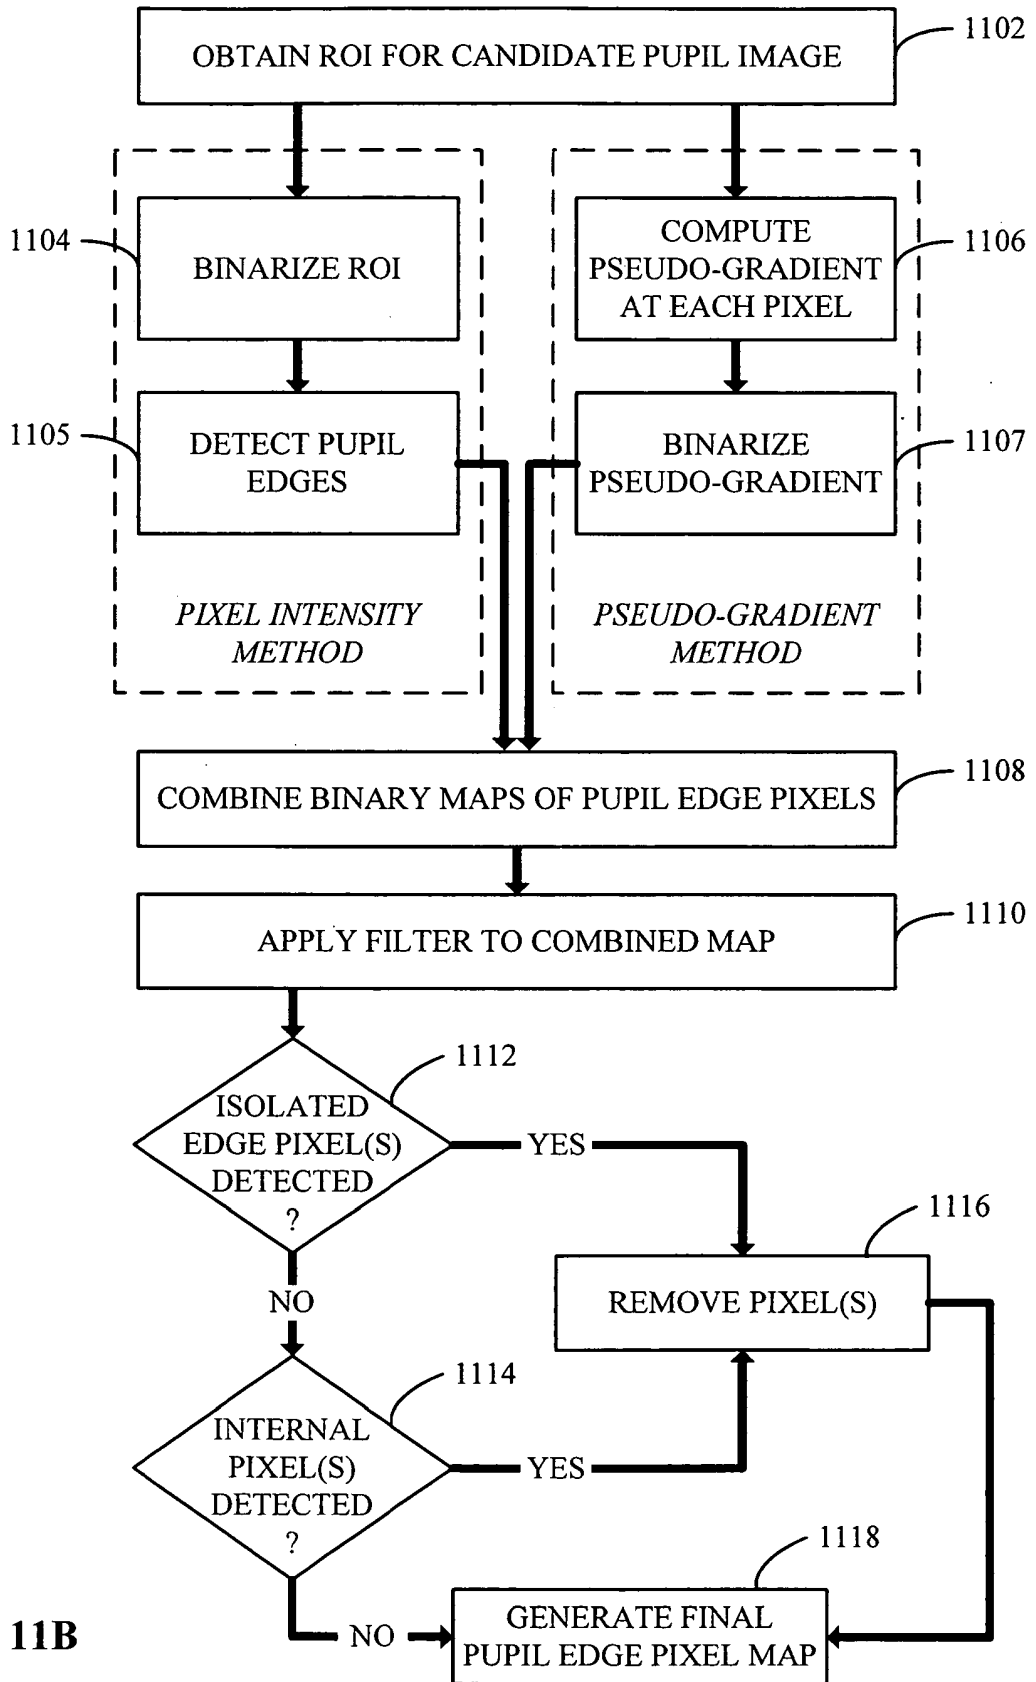 OBTAIN ROI FOR CANDIDATE PUPIL IMAGE
1102
1104
BINARIZE ROI
COMPUTE
PSEUDO-GRADIENT
AT EACH PIXEL
1106
1105
DETECT PUPIL
EDGES
BINARIZE
PSEUDO-GRADIENT
1107
PIXEL INTENSITY
METHOD
PSEUDO-GRADIENT
METHOD
COMBINE BINARY MAPS OF PUPIL EDGE PIXELS
1108
APPLY FILTER TO COMBINED MAP
1110
1112
ISOLATED
EDGE PIXEL(S)
DETECTED
?
YES
1116
REMOVE PIXEL(S)
NO
1114
INTERNAL
PIXEL(S)
DETECTED
?
YES
1118
GENERATE FINAL
PUPIL EDGE PIXEL MAP
NO
11B